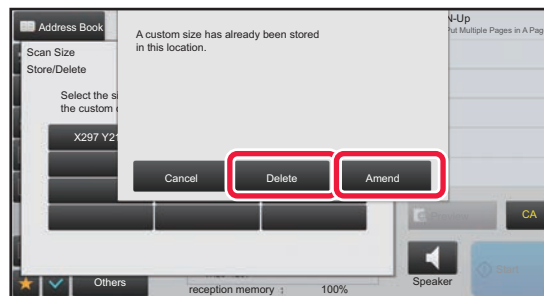 Address Book
N-Up
Put Multiple Pages in A Pag
A custom size has already been stored
in this location.
Scan Size
Store/Delete
Select the si
the custom
X297 Y21
Cancel
Delete
Amend
CA
Start
Others
reception memory : 100%
Speaker